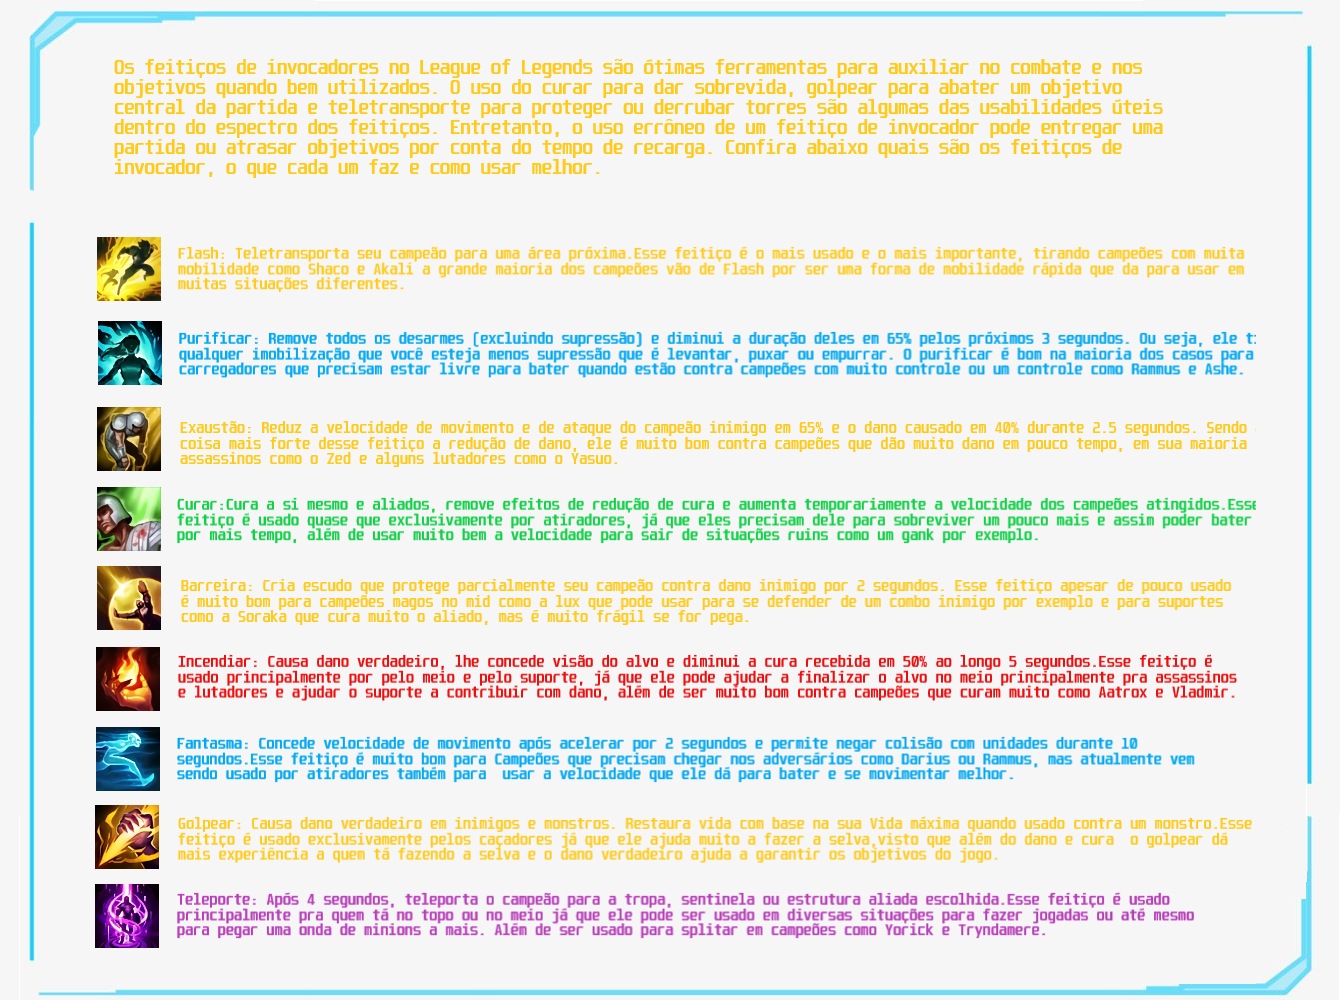 Os feitiços de invocadores no League of Legends são ótimas ferramentas para auxiliar no combate e nos
objetivos quando bem utilizados. O uso do curar para dar sobrevida, golpear para abater um objetivo
central da partida e teletransporte para proteger ou derrubar torres são algumas das usabilidades úteis
dentro do espectro dos feitiços. Entretanto, o uso errôneo de um feitiço de invocador pode entregar uma
partida ou atrasar objetivos por conta do tempo de recarga. Confira abaixo quais são os feitiços de
invocador, o que cada um faz e como usar melhor.
Flash: Teletransporta seu campeão para uma área próxima.Esse feitiço é o mais usado e o mais importante, tirando campeões com muita
mobilidade como Shaco e Akali a grande maioria dos campeões vão de Flash por ser uma forma de mobilidade rápida que da para usar em
muitas situações diferentes.
Purificar: Remove todos os desarmes (excluindo supressão) e diminui a duração deles em 65% pelos próximos 3 segundos. Ou seja, ele
qualquer imobilização que você esteja menos supressão que é levantar, puxar ou empurrar. O purificar é bom na maioria dos casos para
carregadores que precisam estar livre para bater quando estão contra campeões com muito controle ou um controle como Rammus e Ashe.
Exaustão: Reduz a velocidade de movimento e de ataque do campeão inimigo em 65% e o dano causado em 40% durante 2.5 segundos. Sendo
coisa mais forte desse feitiço a redução de dano, ele é muito bom contra campeões que dão muito dano em pouco tempo, em sua maioria
assassinos como o Zed e alguns lutadores como o Yasuo.
Curar:Cura a si mesmo e aliados, remove efeitos de redução de cura e aumenta temporariamente a velocidade dos campeões atingidos.Esse
feitiço é usado quase que exclusivamente por atiradores, já que eles precisam dele para sobreviver um pouco mais e assim poder bater
por mais tempo, além de usar muito bem a velocidade para sair de situações ruins como um gank por exemplo.
Barreira: Cria escudo que protege parcialmente seu campeão contra dano inimigo por 2 segundos. Esse feitiço apesar de pouco usado
é muito bom para campeões magos no mid como a lux que pode usar para se defender de um combo inimigo por exemplo e para suportes
como a Soraka que cura muito o aliado, mas é muito frágil se for pega.
Incendiar: Causa dano verdadeiro, lhe concede visão do alvo e diminui a cura recebida em 50% ao longo 5 segundos.Esse feitiço é
usado principalmente por pelo meio e pelo suporte, já que ele pode ajudar a finalizar o alvo no meio principalmente pra assassinos
e lutadores e ajudar o suporte a contribuir com dano, além de ser muito bom contra campeões que curam muito como Aatrox e Vladmir.
Fantasma: Concede velocidade de movimento após acelerar por 2 segundos e permite negar colisão com unidades durante 10
segundos.Esse feitiço é muito bom para Campeões que precisam chegar nos adversários como Darius ou Rammus, mas atualmente vem
sendo usado por atiradores também para  usar a velocidade que ele dá para bater e se movimentar melhor.
Golpear: Causa dano verdadeiro em inimigos e monstros. Restaura vida com base na sua Vida máxima quando usado contra um monstro.Esse
feitiço é usado exclusivamente pelos caçadores já que ele ajuda muito a fazer a selva,visto que além do dano e cura  o golpear dá
mais experiência a quem tá fazendo a selva e o dano verdadeiro ajuda a garantir os objetivos do jogo.
Teleporte: Após 4 segundos, teleporta o campeão para a tropa, sentinela ou estrutura aliada escolhida.Esse feitiço é usado
principalmente pra quem tá no topo ou no meio já que ele pode ser usado em diversas situações para fazer jogadas ou até mesmo
para pegar uma onda de minions a mais. Além de ser usado para splitar em campeões como Yorick e Tryndamere.